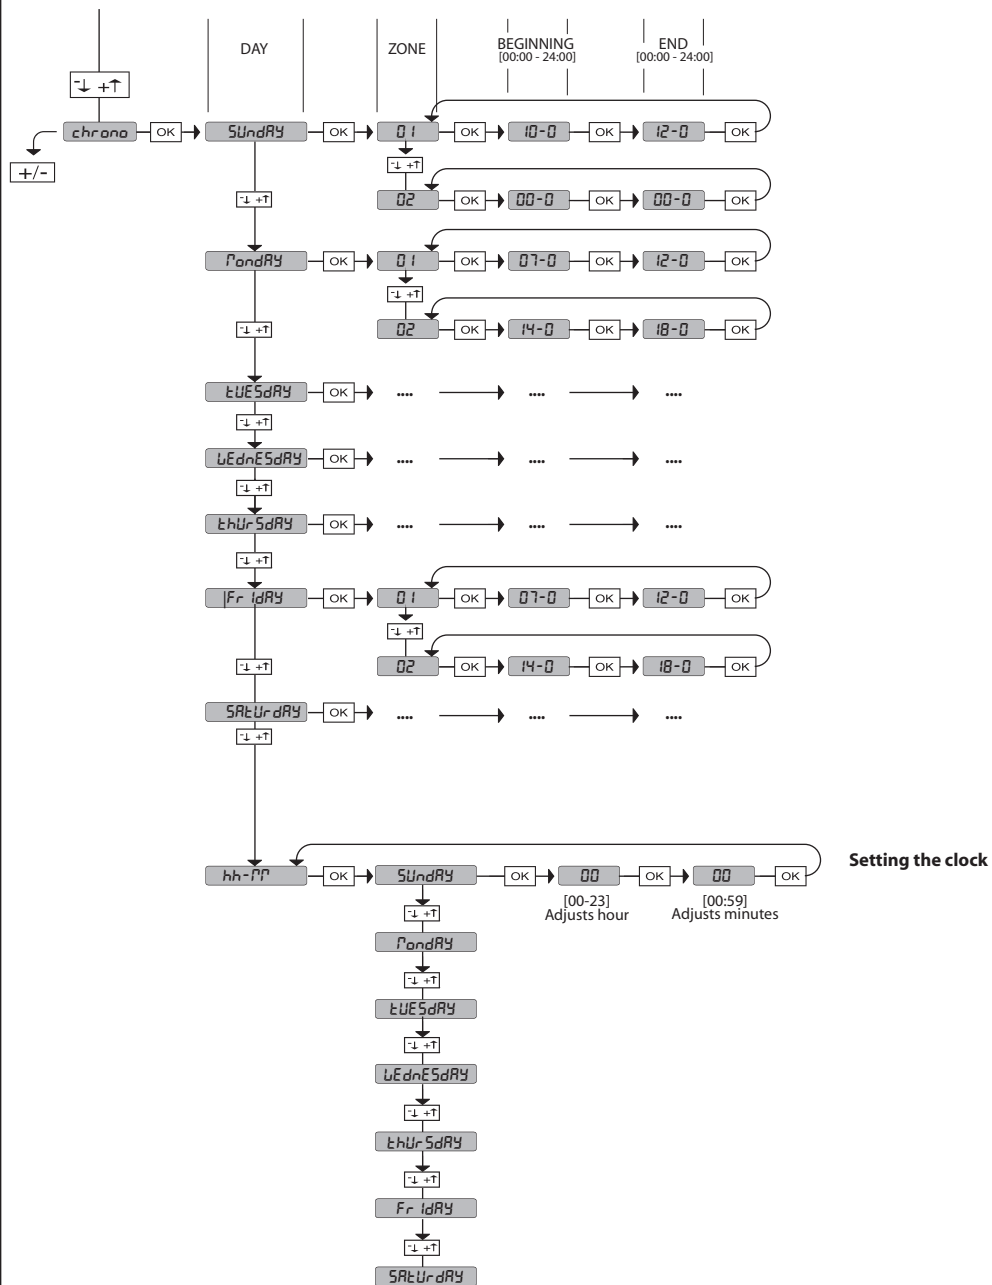 DAY ZONE BEGINNING END
[00:00 - 24:00] [00:00 - 24:00]
-↓ +↑
chrono OK SUndAY OK 01 OK 10-0 OK 12-0 OK
+/- -↓ +↑
-↓ +↑ 02 OK 00-0 OK 00-0 OK
MondAY OK 01 OK 07-0 OK 12-0 OK
-↓ +↑
-↓ +↑ 02 OK 14-0 OK 18-0 OK
tUESdAY OK .... .... ....
-↓ +↑
WEdnESdAY OK .... .... ....
-↓ +↑
thUrSdAY OK .... .... ....
-↓ +↑
FrIdAY OK 01 OK 07-0 OK 12-0 OK
-↓ +↑
-↓ +↑ 02 OK 14-0 OK 18-0 OK
SAtUrdAY OK .... .... ....
-↓ +↑
Setting the clock
hh-MM OK SUndAY OK 00 OK 00 OK
[00-23] [00:59]
-↓ +↑ Adjusts hour Adjusts minutes
MondAY
-↓ +↑
tUESdAY
-↓ +↑
WEdnESdAY
-↓ +↑
thUrSdAY
-↓ +↑
FrIdAY
-↓ +↑
SAtUrdAY